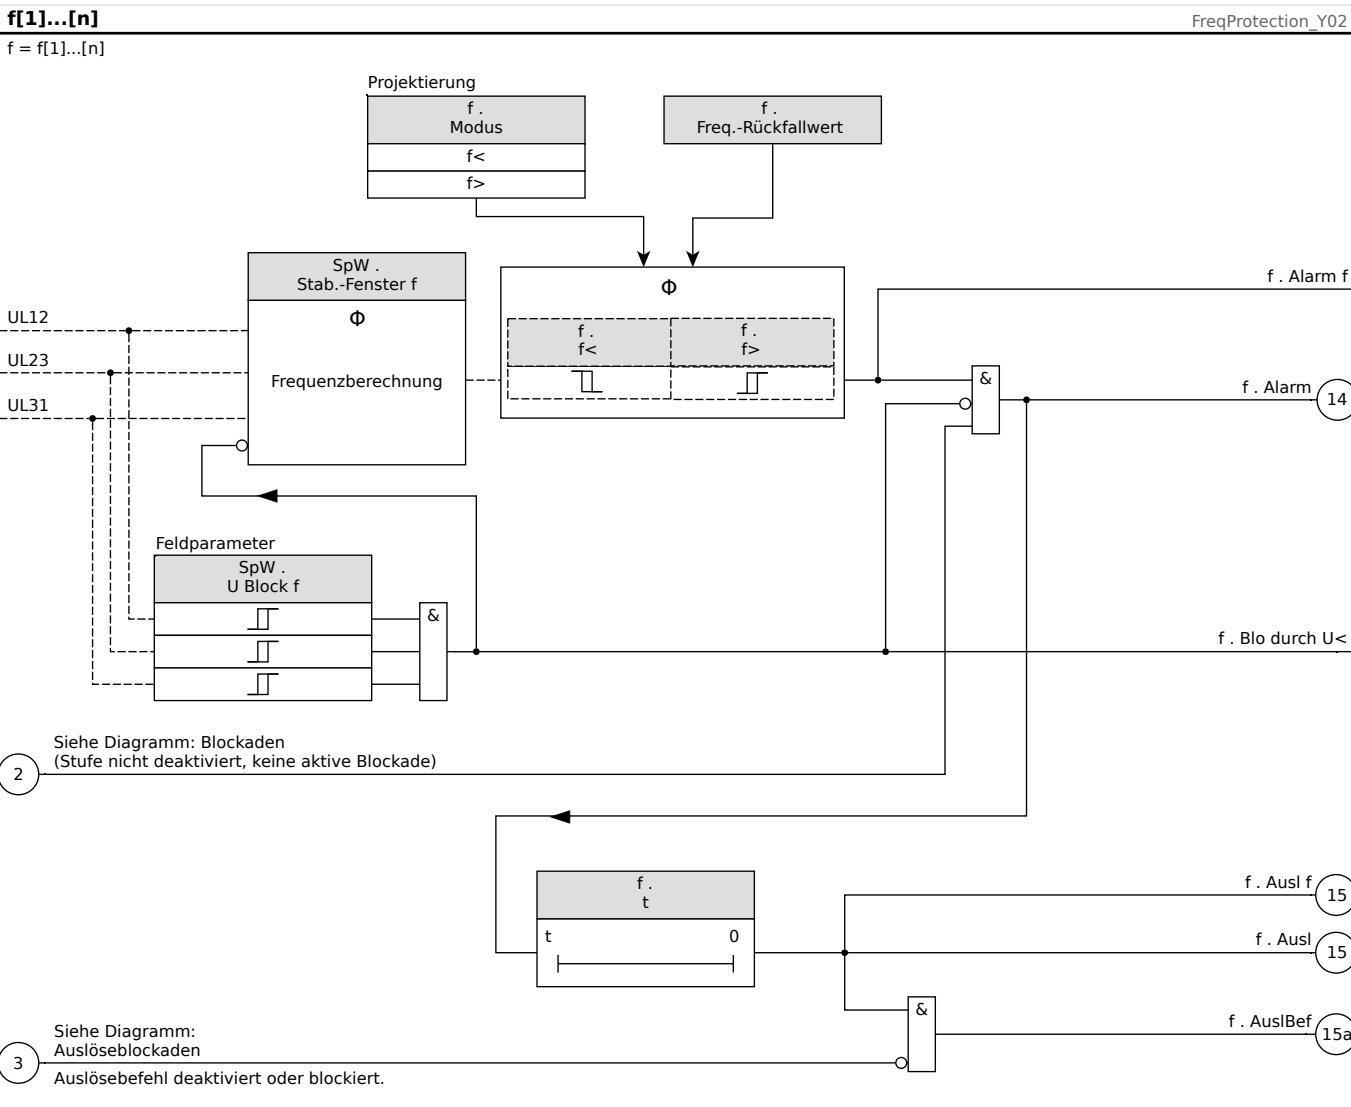 f[1]...[n]
FreqProtection_Y02
f = f[1]...[n]
Projektierung
f .
Modus
f<
f>
f .
Freq.-Rückfallwert
SpW .
Stab.-Fenster f
Φ
Frequenzberechnung
UL12
UL23
UL31
Φ
f .
f<
f .
f>
f . Alarm f
&
f . Alarm
14
Feldparameter
SpW .
U Block f
&
f . Blo durch U<
Siehe Diagramm: Blockaden
(Stufe nicht deaktiviert, keine aktive Blockade)
2
f .
t
t 0
f . Ausl f
15
f . Ausl
15
&
f . AuslBef
15a
Siehe Diagramm:
Auslöseblockaden
3
Auslösebefehl deaktiviert oder blockiert.